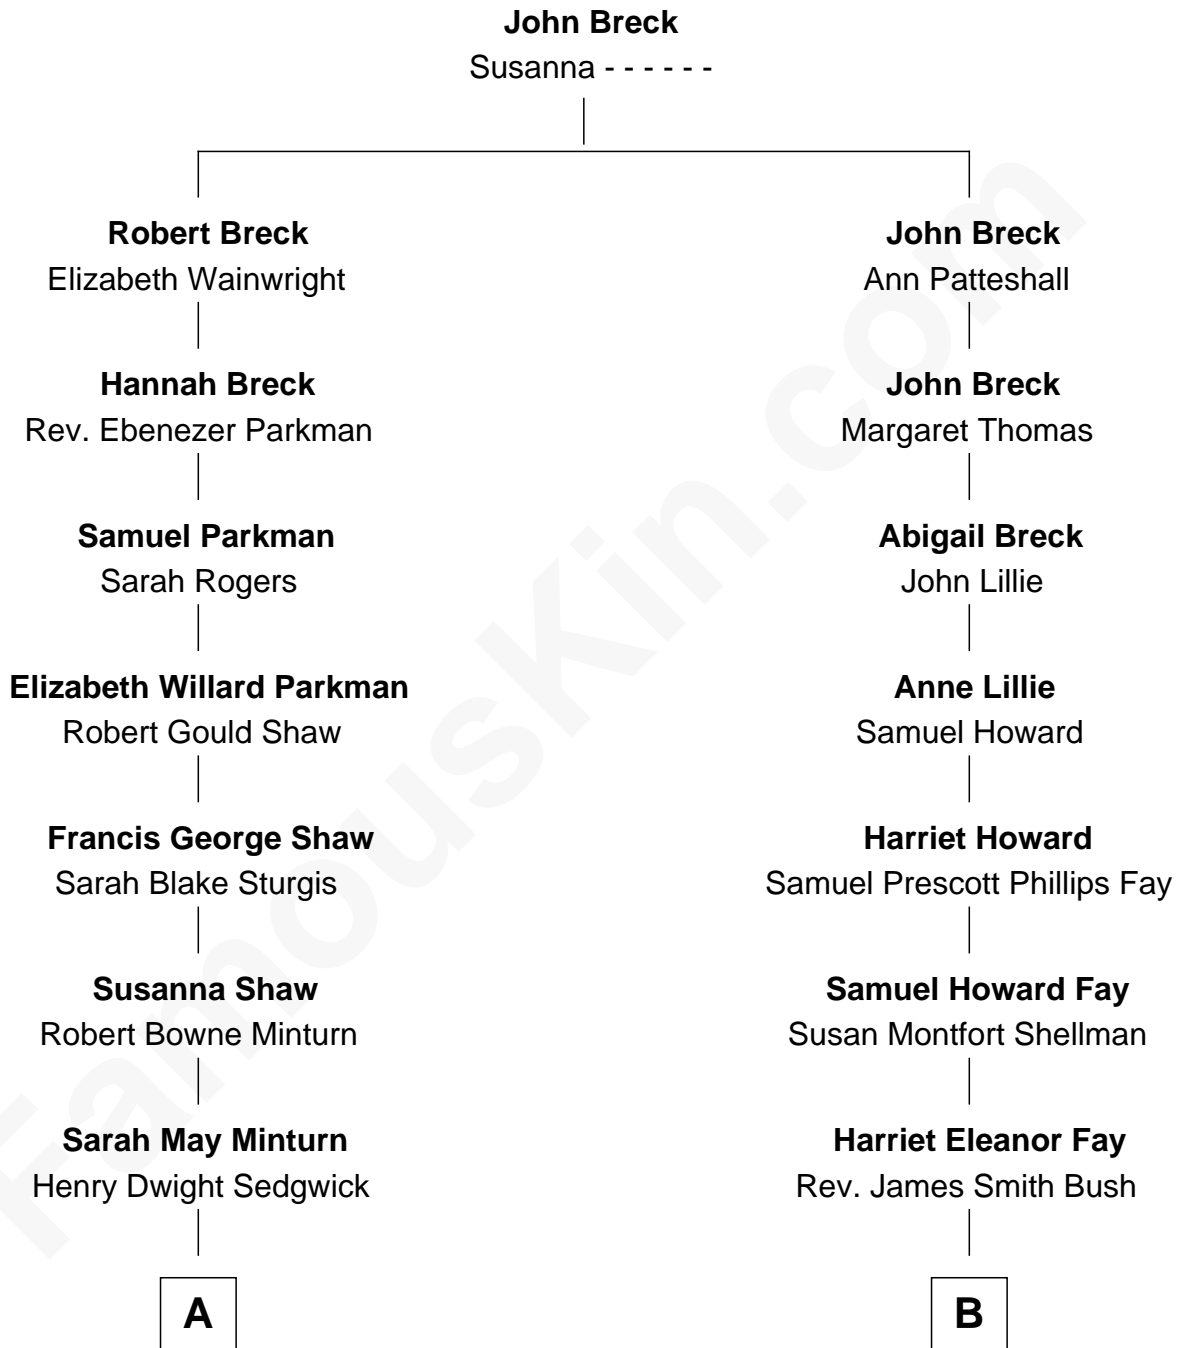 John Breck
Susanna - - - - - -
Robert Breck
Elizabeth Wainwright
Hannah Breck
Rev. Ebenezer Parkman
Samuel Parkman
Sarah Rogers
Elizabeth Willard Parkman
Robert Gould Shaw
Francis George Shaw
Sarah Blake Sturgis
Susanna Shaw
Robert Bowne Minturn
Sarah May Minturn
Henry Dwight Sedgwick
A
John Breck
Ann Patteshall
John Breck
Margaret Thomas
Abigail Breck
John Lillie
Anne Lillie
Samuel Howard
Harriet Howard
Samuel Prescott Phillips Fay
Samuel Howard Fay
Susan Montfort Shellman
Harriet Eleanor Fay
Rev. James Smith Bush
B
FamousKin.com